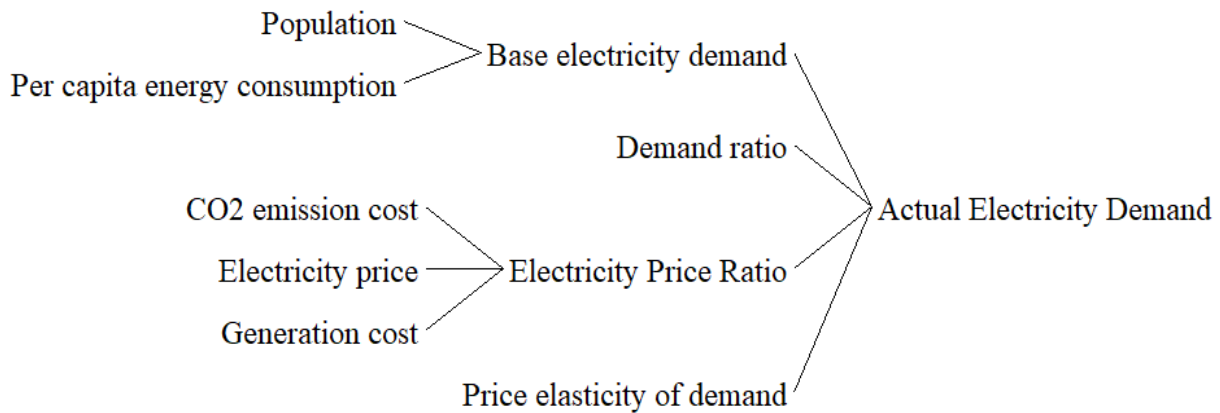 Population
Base electricity demand
Per capita energy consumption
Demand ratio
CO2 emission cost
Actual Electricity Demand
Electricity price
Electricity Price Ratio
Generation cost
Price elasticity of demand